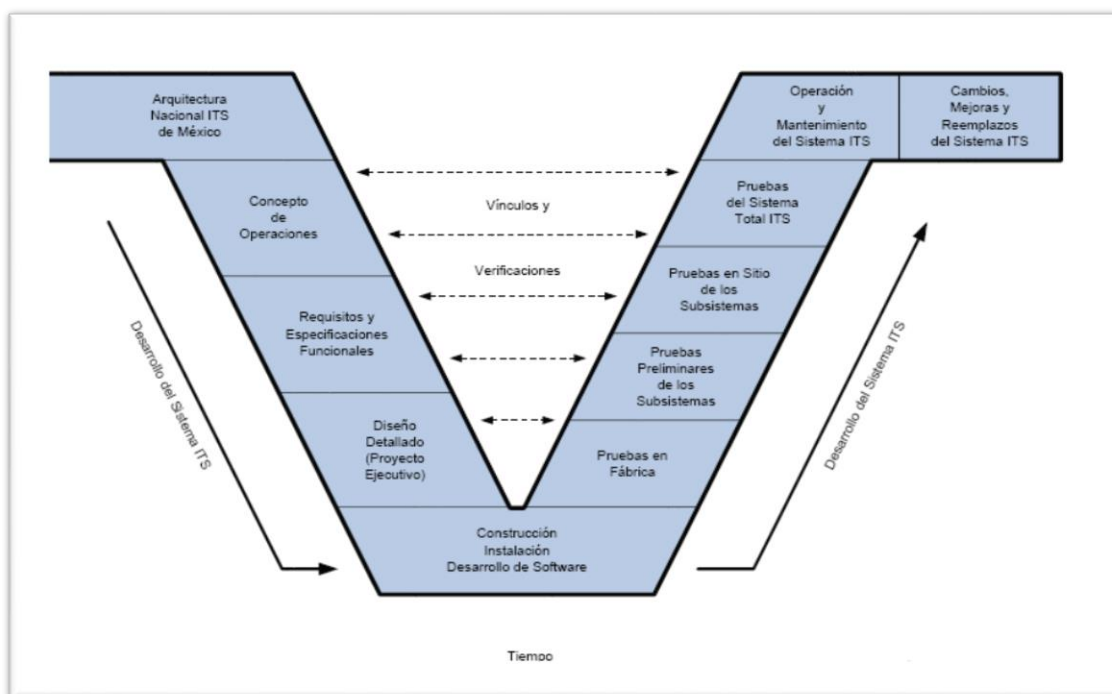 Arquitectura
Nacional ITS
de México
Concepto
de
Operaciones
Requisitos y
Especificaciones
Funcionales
Diseño
Detallado
(Proyecto
Ejecutivo)
Construcción
Instalación
Desarrollo de Software
Pruebas en
Fábrica
Pruebas
Preliminares
de los
Subsistemas
Pruebas en Sitio
de los
Subsistemas
Pruebas
del Sistema
Total ITS
Operación
y
Mantenimiento
del Sistema ITS
Cambios,
Mejoras y
Reemplazos
del Sistema ITS
Vínculos y
Verificaciones
Desarrollo del Sistema ITS
Desarrollo del Sistema ITS
Tiempo